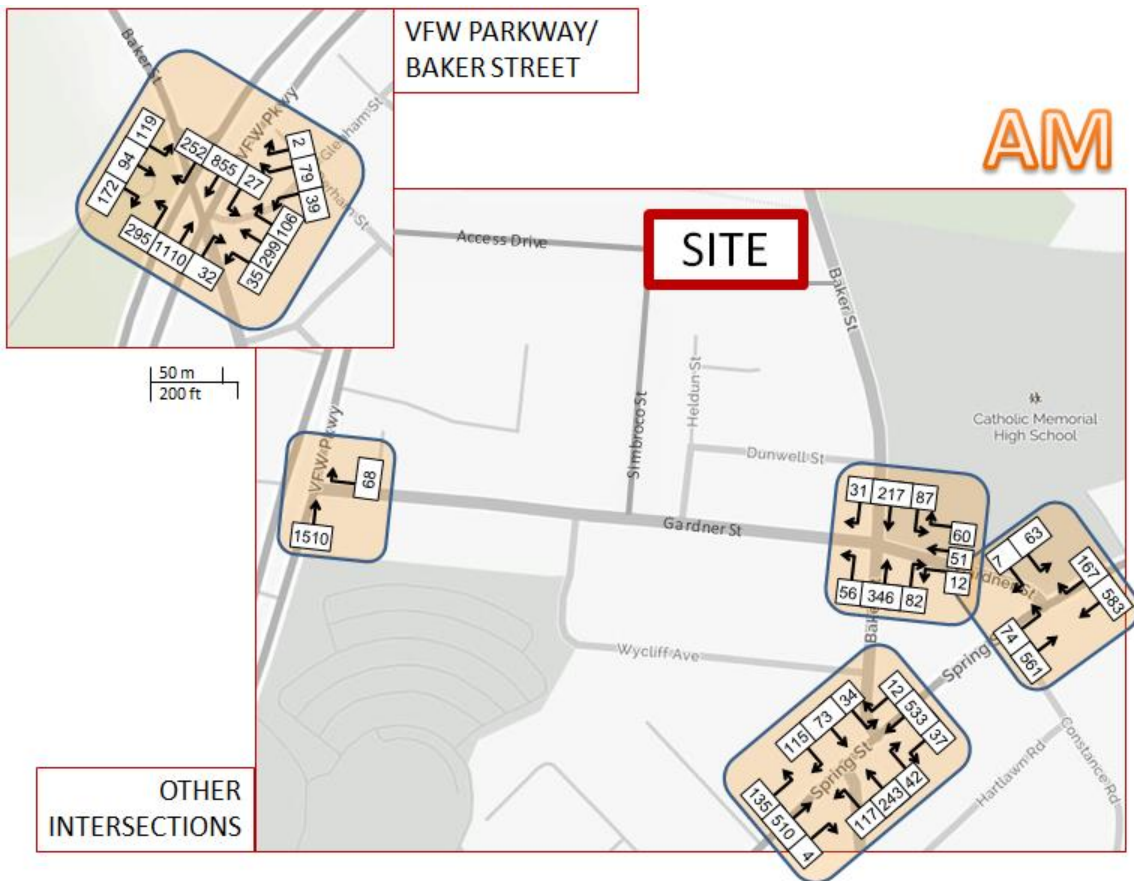 VFW PARKWAY/
BAKER STREET
AM
Baker St
VFW Pkwy
Glenham St
119
94
172
252
855
27
2
79
39
295
1110
32
35
299
106
Access Drive
SITE
Baker St
50 m
200 ft
VFW Pkwy
Simbroco St
Heldun St
Dunwell St
Catholic Memorial
High School
68
1510
Gardner St
31
217
87
60
51
12
56
346
82
Gardner St
7
63
167
583
74
561
Wycliff Ave
Spring
115
73
34
12
533
37
Spring St
135
510
4
117
243
42
Hartlawn Rd
Constance Rd
OTHER
INTERSECTIONS